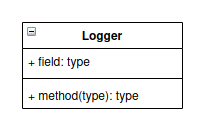 Logger
+ field: type
+ method(type): type